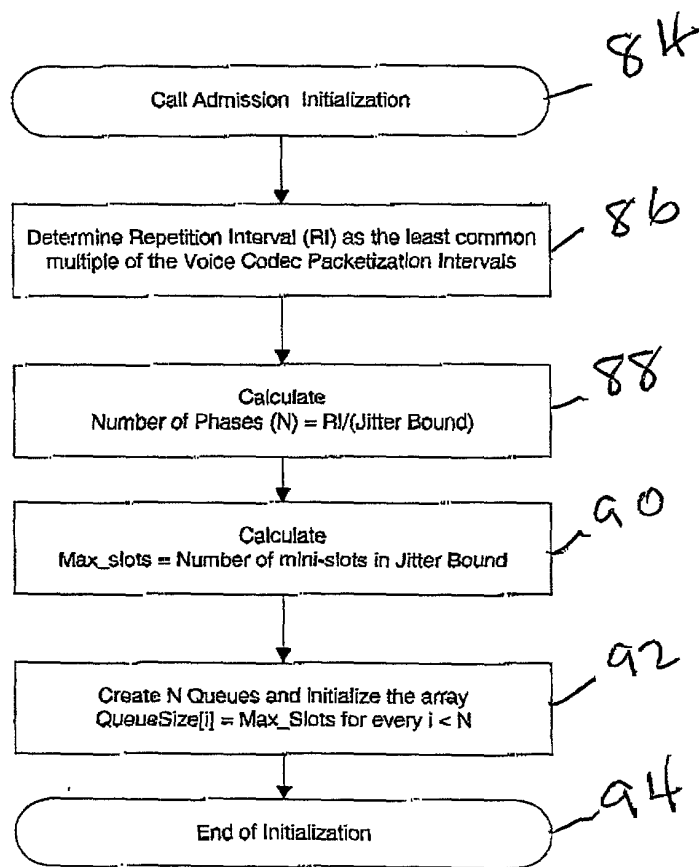 84
Call Admission Initialization
86
Determine Repetition Interval (RI) as the least common
multiple of the Voice Codec Packetization Intervals
88
Calculate
Number of Phases (N) = RI/(Jitter Bound)
90
Calculate
Max_slots = Number of mini-slots in Jitter Bound
92
Create N Queues and initialize the array
QueueSize[i] = Max_Slots for every i < N
94
End of Initialization